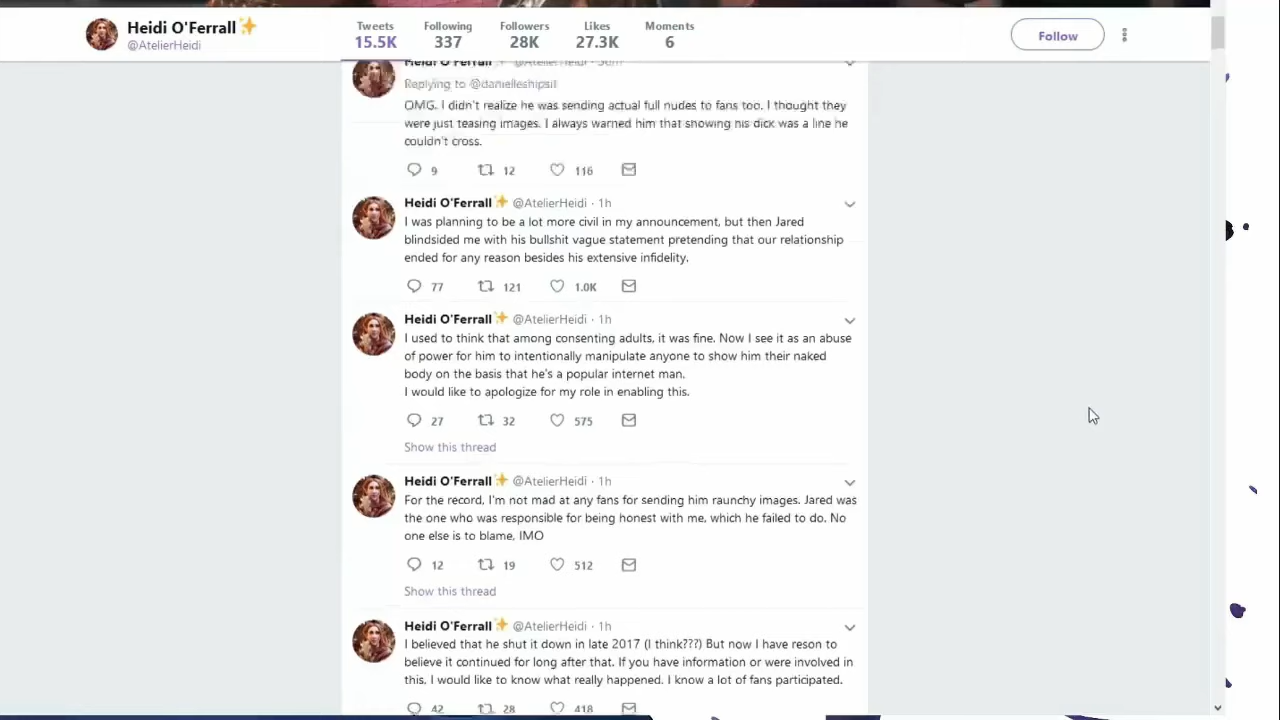 Heidi O'Ferrall✨
@AtelierHeidi
Tweets Following Followers Likes Moments
15.5K 337 28K 27.3K 6
Follow
Heidi O'Ferrall @AtelierHeidi
Replying to @danielleshipsit
OMG. I didn't realize he was sending actual full nudes to fans too. I thought they
were just teasing images. I always warned him that showing his dick was a line he
couldn't cross.
9 12 116
Heidi O'Ferrall✨ @AtelierHeidi · 1h
I was planning to be a lot more civil in my announcement, but then Jared
blindsided me with his bullshit vague statement pretending that our relationship
ended for any reason besides his extensive infidelity.
77 121 1.0K
Heidi O'Ferrall✨ @AtelierHeidi · 1h
I used to think that among consenting adults, it was fine. Now I see it as an abuse
of power for him to intentionally manipulate anyone to show him their naked
body on the basis that he's a popular internet man.
I would like to apologize for my role in enabling this.
27 32 575
Show this thread
Heidi O'Ferrall✨ @AtelierHeidi · 1h
For the record, I'm not mad at any fans for sending him raunchy images. Jared was
the one who was responsible for being honest with me, which he failed to do. No
one else is to blame, IMO
12 19 512
Show this thread
Heidi O'Ferrall✨ @AtelierHeidi · 1h
I believed that he shut it down in late 2017 (I think???) But now I have reson to
believe it continued for long after that. If you have information or were involved in
this. I would like to know what really happened. I know a lot of fans participated.
42 28 418